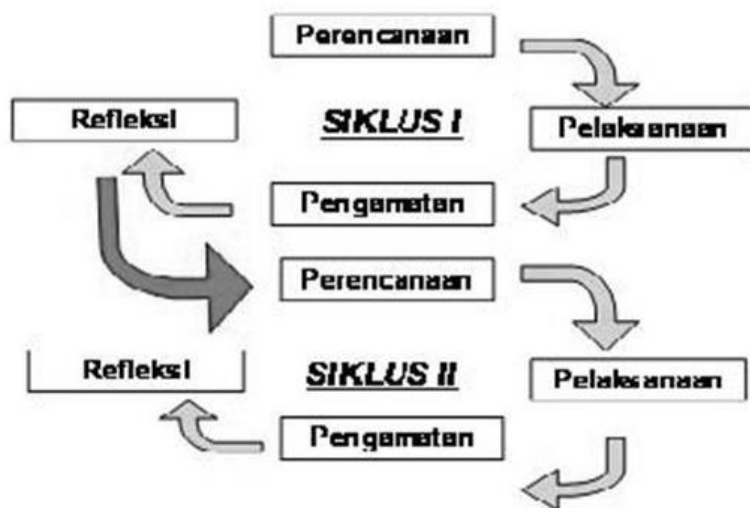 Perencanaan
Refleksi
SIKLUS I
Pelaksanaan
Pengamatan
Perencanaan
Refleksi
SIKLUS II
Pelaksanaan
Pengamatan